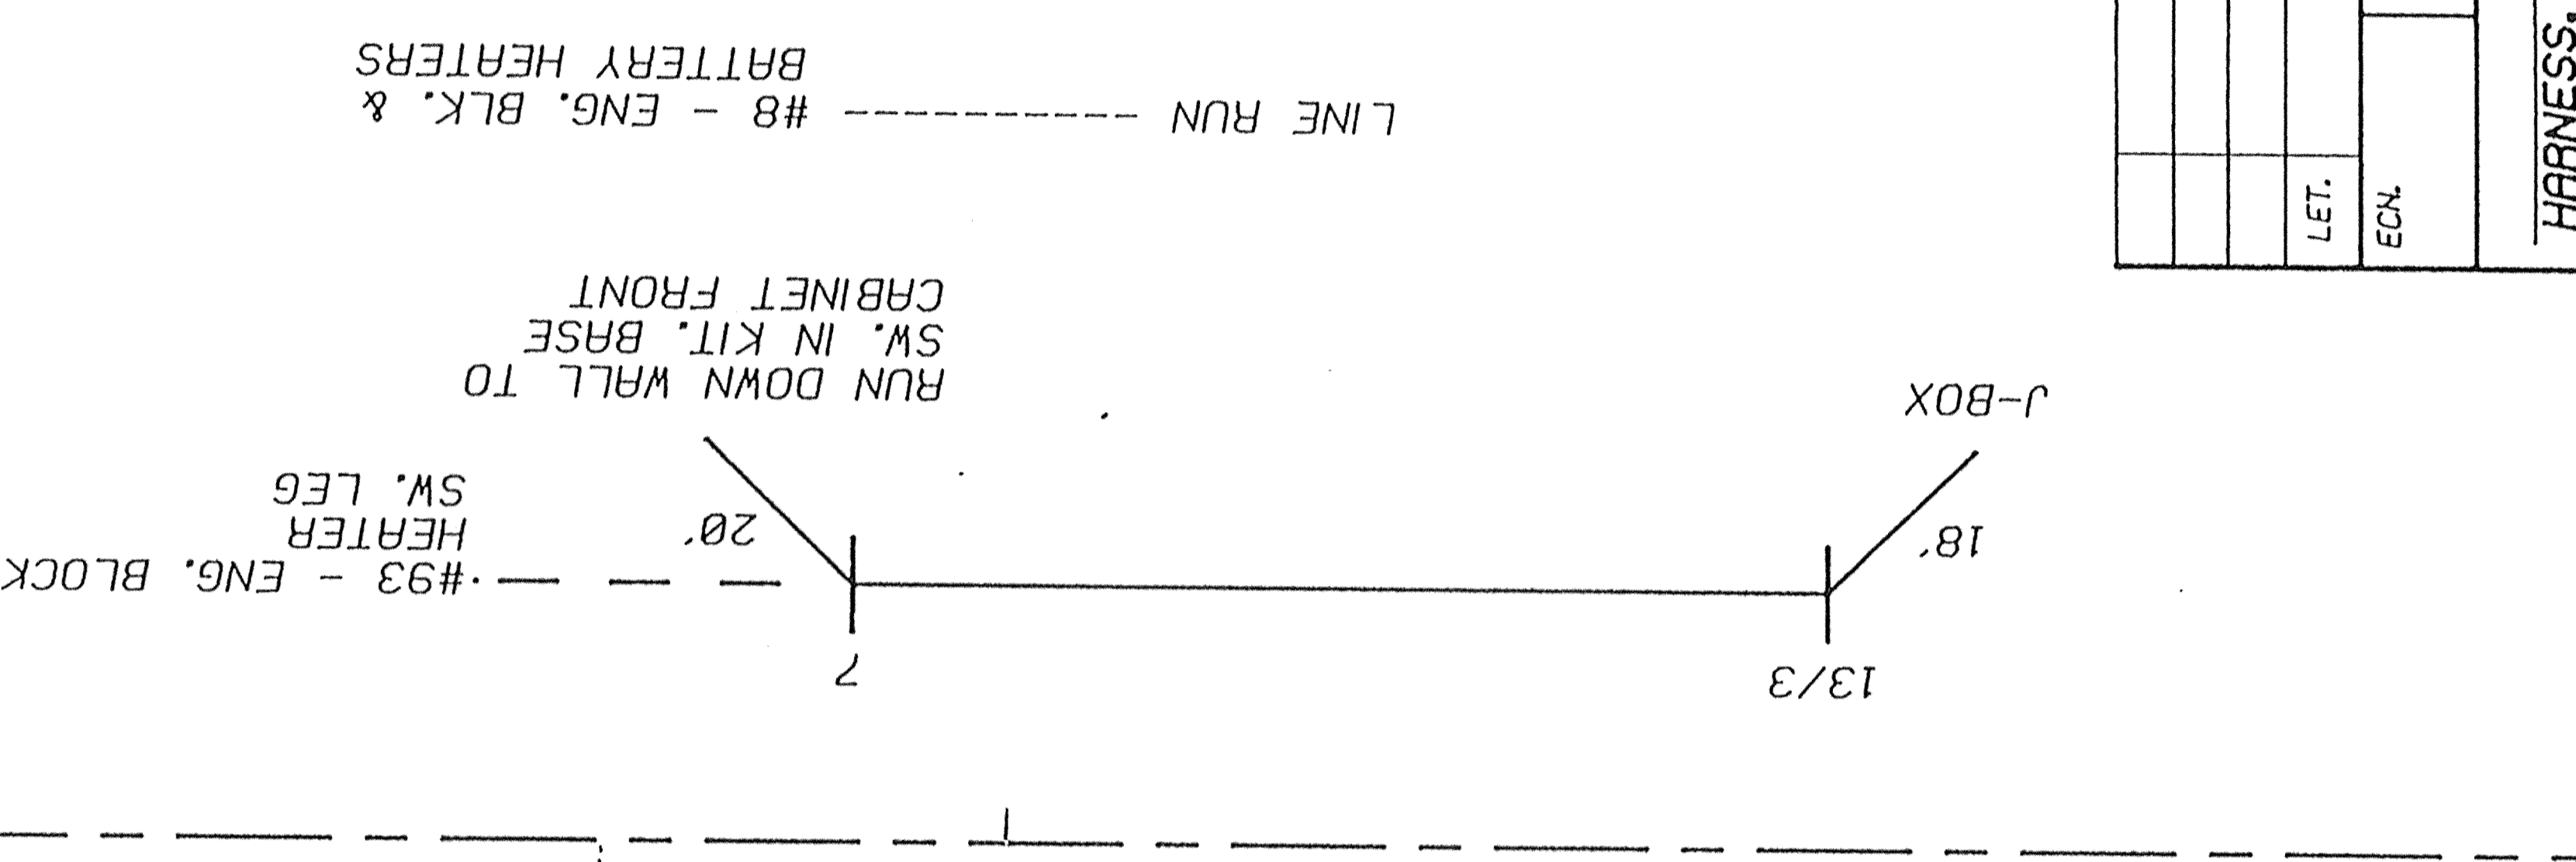 13/3
7
#93 - ENG. BLOCK
HEATER
SW. LEG
18'
20'
J-BOX
RUN DOWN WALL TO
SW. IN KIT. BASE
CABINET FRONT
LINE RUN ----------- #8 - ENG. BLK. &
BATTERY HEATERS
LET.
ECN.
HARNESS,